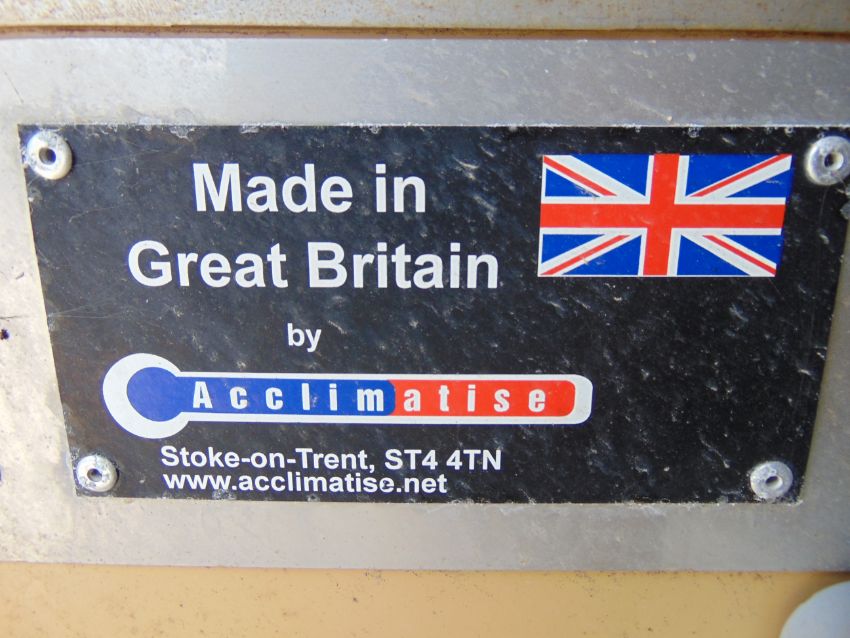 Made in
Great Britain
by
Acclimatise
Stoke-on-Trent, ST4 4TN
www.acclimatise.net